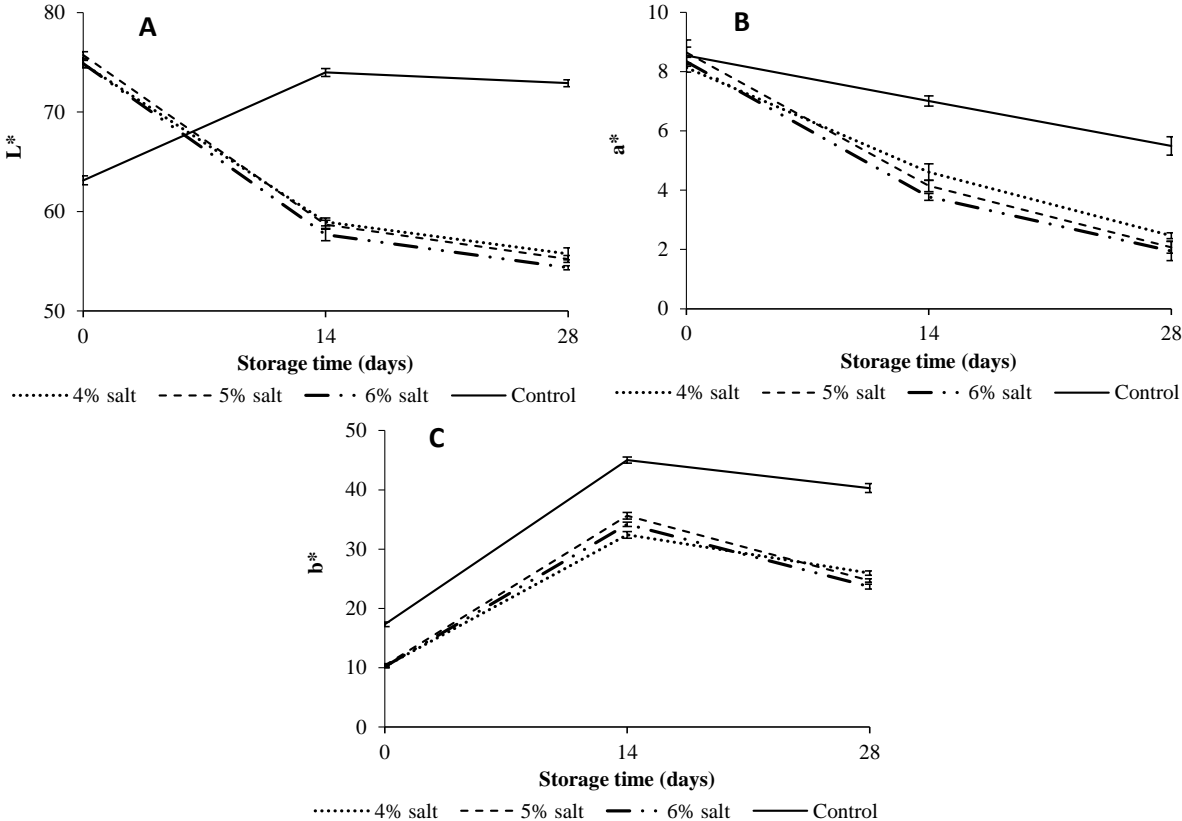 A
L*
80
70
60
50
0 14 28
Storage time (days)
4% salt 5% salt 6% salt Control
B
a*
10
8
6
4
2
0
0 14 28
Storage time (days)
4% salt 5% salt 6% salt Control
C
b*
50
40
30
20
10
0
0 14 28
Storage time (days)
4% salt 5% salt 6% salt Control